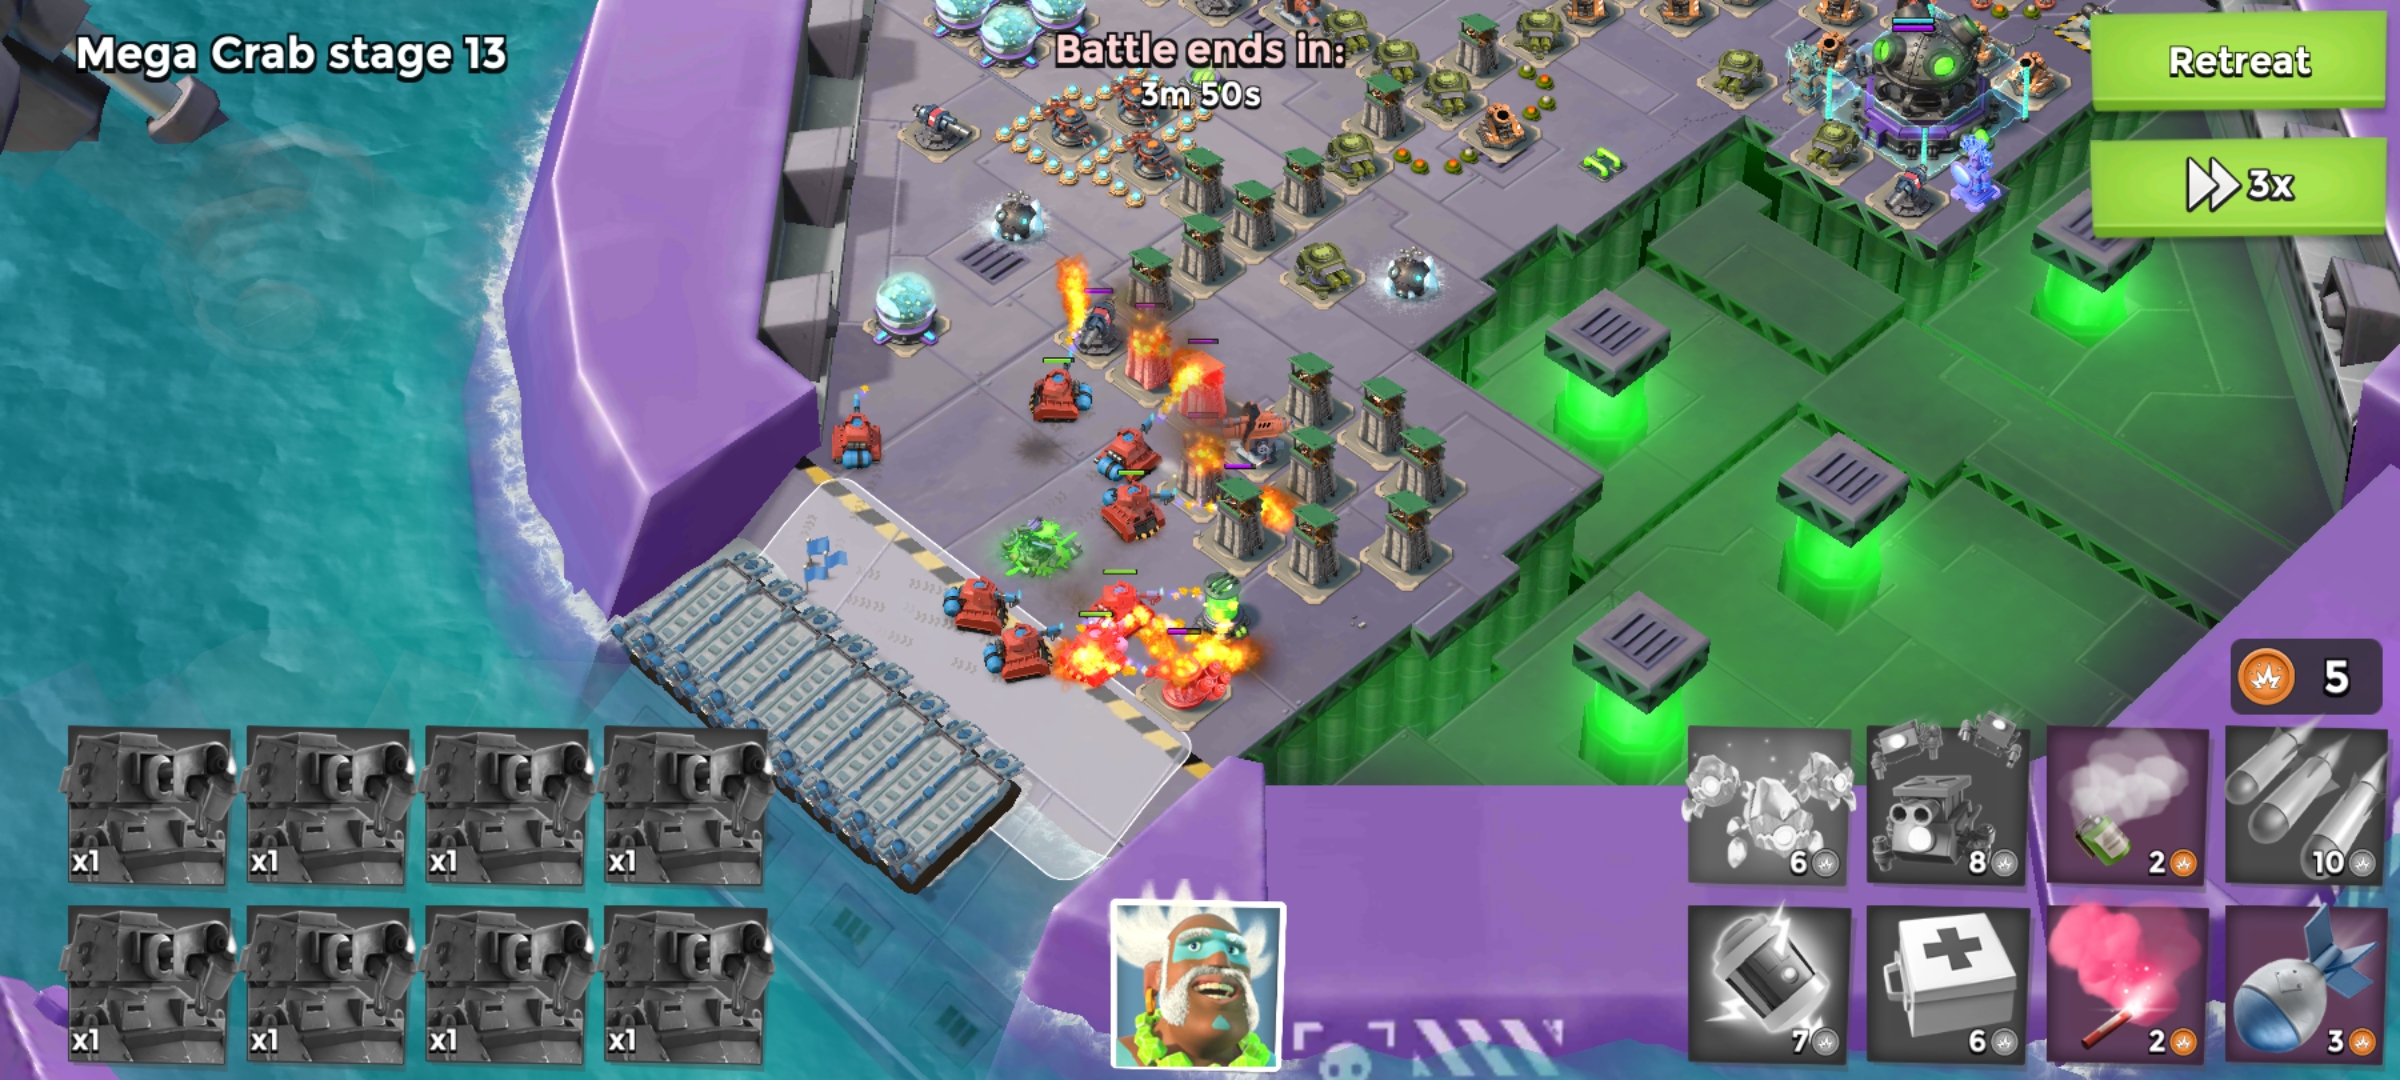 Mega Crab stage 13
Battle ends in:
3m 50s
Retreat
3x
5
x1
x1
x1
x1
6
8
2
10
x1
x1
x1
x1
7
6
2
3